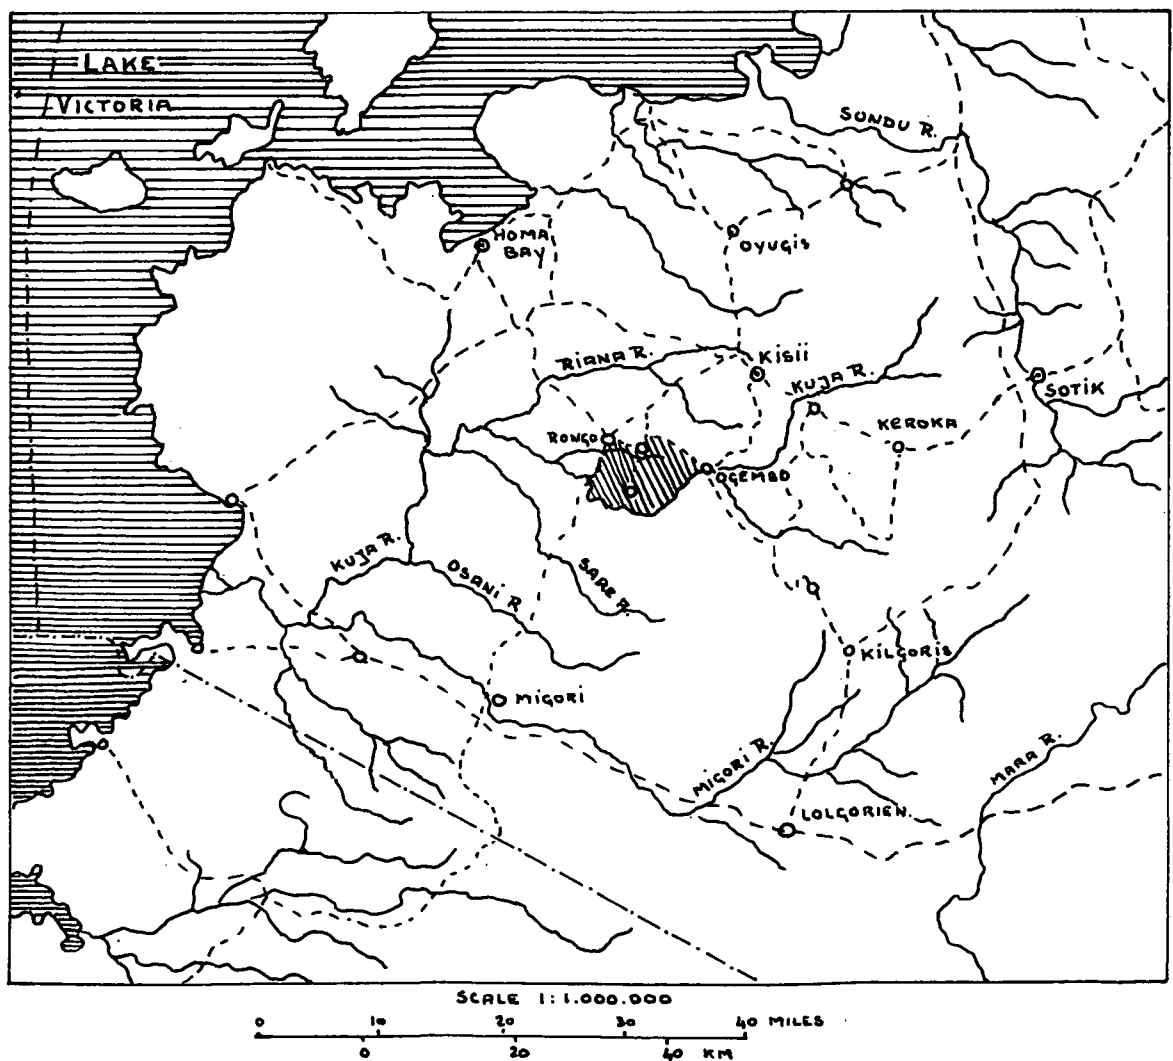 LAKE
VICTORIA
SONDU R.
HOMA
BAY
OYUGIS
RIANA R.
KISII
KUJA R.
SOTIK
RONGO
KEROKA
OGEMBO
KUJA R.
OSANI R.
SARE R.
KILGORIS
MIGORI
MIGORI R.
MARA R.
LOLGORIEN.
SCALE 1:1.000.000
0 10 20 30 40 MILES
0 20 40 KM